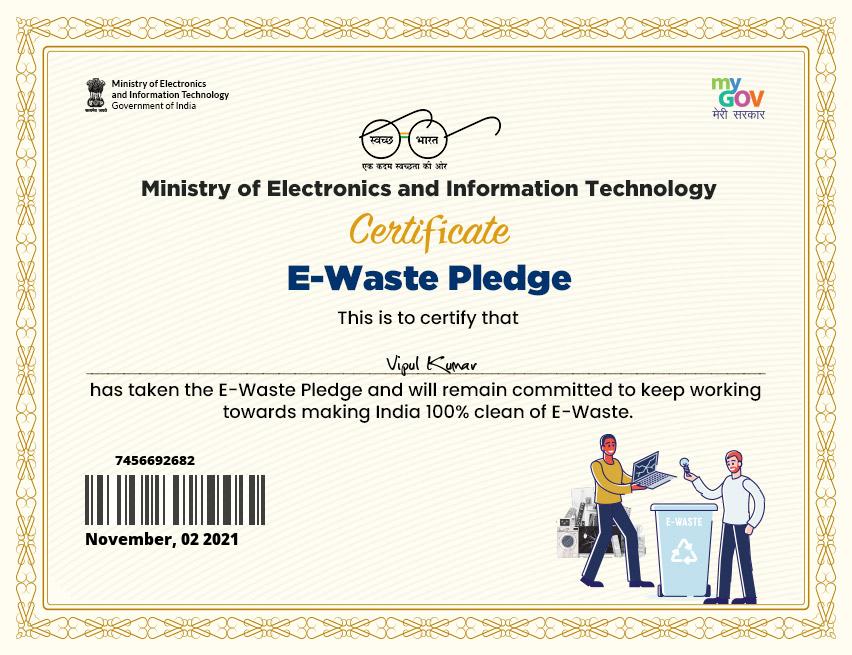 Ministry of Electronics
and Information Technology
Government of India
सत्यमेव जयते
my
GOV
मेरी सरकार
स्वच्छ भारत
एक कदम स्वच्छता की ओर
Ministry of Electronics and Information Technology
Certificate
E-Waste Pledge
This is to certify that
Vipul Kumar
has taken the E-Waste Pledge and will remain committed to keep working
towards making India 100% clean of E-Waste.
7456692682
November, 02 2021
E-WASTE